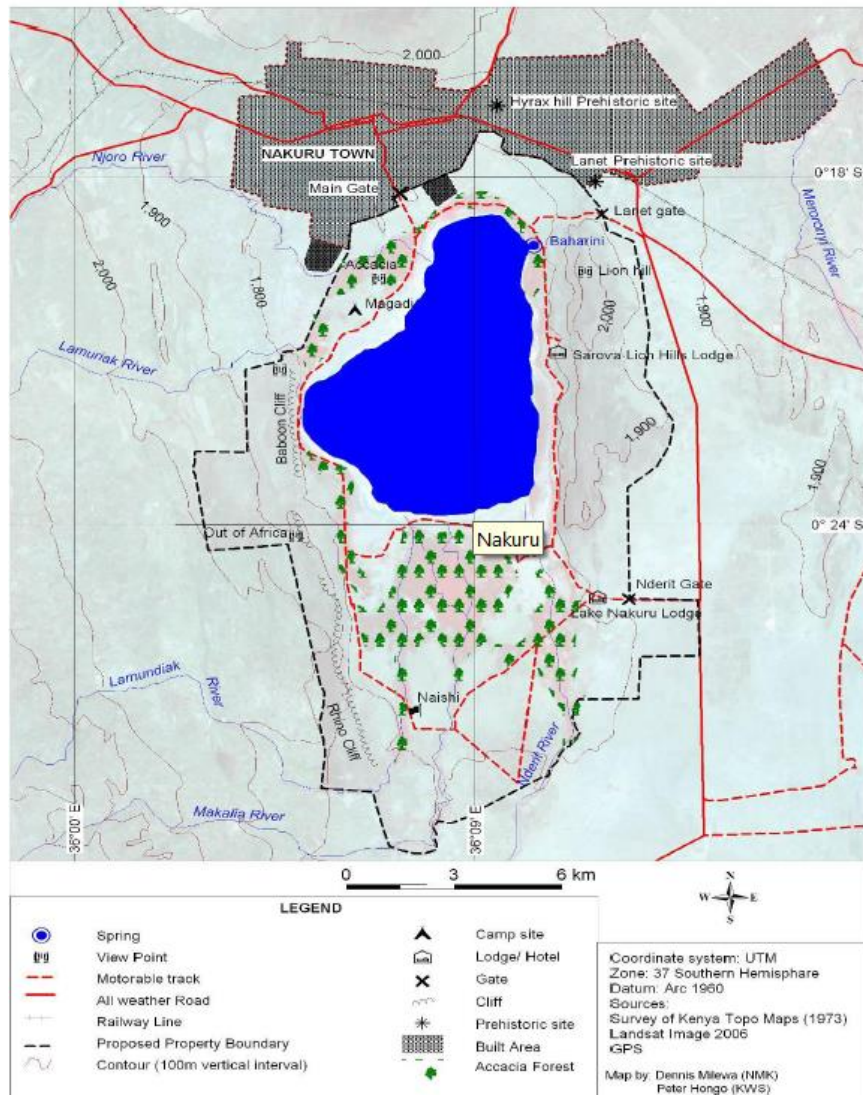 2,000
Hyrax hill Prehistoric site
NAKURU TOWN
Lanet Prehistoric site
Njoro River
0°18' S
Main Gate
Lanet gate
1,900
Meroronyi River
Baharini
2,000
1,800
Accacia
Lion hill
Magadi
2,000
1,900
Lamuriak River
Sarova Lion Hills Lodge
Baboon Cliff
1,900
1,900
Out of Africa
0° 24' S
Nakuru
Nderit Gate
Lake Nakuru Lodge
Lamundiak
River
Naishi
Rhino Cliff
Nderit River
Makalia River
36°00' E
36°09' E
0 3 6 km
N
W E
S
LEGEND
Spring
View Point
Motorable track
All weather Road
Railway Line
Proposed Property Boundary
Contour (100m vertical interval)
Camp site
Lodge/ Hotel
Gate
Cliff
Prehistoric site
Built Area
Accacia Forest
Coordinate system: UTM
Zone: 37 Southern Hemisphare
Datum: Arc 1960
Sources:
Survey of Kenya Topo Maps (1973)
Landsat Image 2006
GPS
Map by: Dennis Milewa (NMK)
Peter Hongo (KWS)